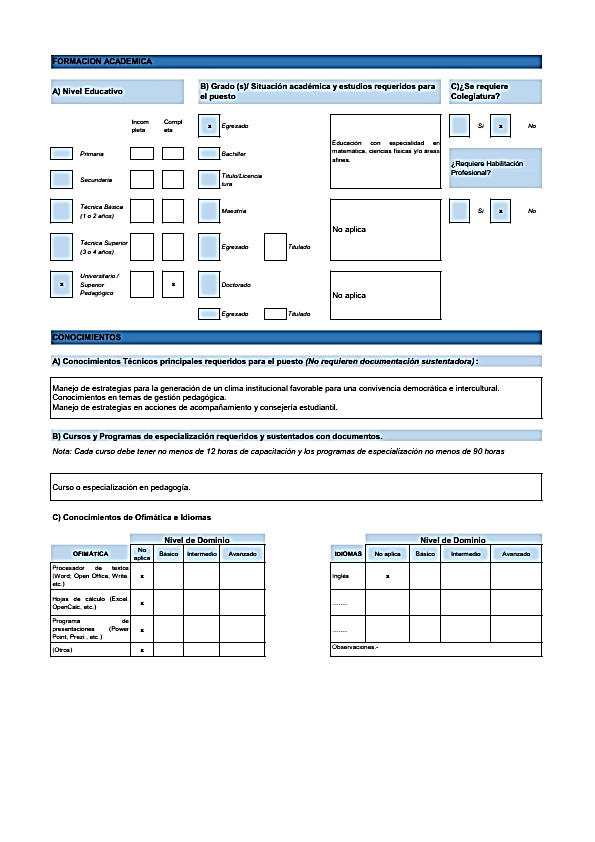 FORMACION ACADEMICA
A) Nivel Educativo
B) Grado (s)/ Situación académica y estudios requeridos para
el puesto
C)¿Se requiere
Colegiatura?
Incom
pleta
Compl
eta
x Egresado
Educación con especialidad en
matemática, ciencias físicas y/o áreas
afines.
Si x No
Primaria
Bachiller
¿Requiere Habilitación
Profesional?
Secundaria
Título/Licencia
tura
Técnica Básica
(1 o 2 años)
Maestría
No aplica
Si x No
Técnica Superior
(3 o 4 años)
Egresado Titulado
x Universitario /
Superior
Pedagógico
x
Doctorado
No aplica
Egresado Titulado
CONOCIMIENTOS
A) Conocimientos Técnicos principales requeridos para el puesto (No requieren documentación sustentadora) :
Manejo de estrategias para la generación de un clima institucional favorable para una convivencia democrática e intercultural.
Conocimientos en temas de gestión pedagógica.
Manejo de estrategias en acciones de acompañamiento y consejería estudiantil.
B) Cursos y Programas de especialización requeridos y sustentados con documentos.
Nota: Cada curso debe tener no menos de 12 horas de capacitación y los programas de especialización no menos de 90 horas
Curso o especialización en pedagogía.
C) Conocimientos de Ofimática e Idiomas
Nivel de Dominio
OFIMÁTICA No
aplica Básico Intermedio Avanzado
Procesador de textos
(Word; Open Office, Write,
etc.) x
Hojas de cálculo (Excel,
OpenCalc, etc.) x
Programa de
presentaciones (Power
Point, Prezi , etc.) x
(Otros) x
Nivel de Dominio
IDIOMAS No aplica Básico Intermedio Avanzado
Inglés x
........
........
Observaciones.-